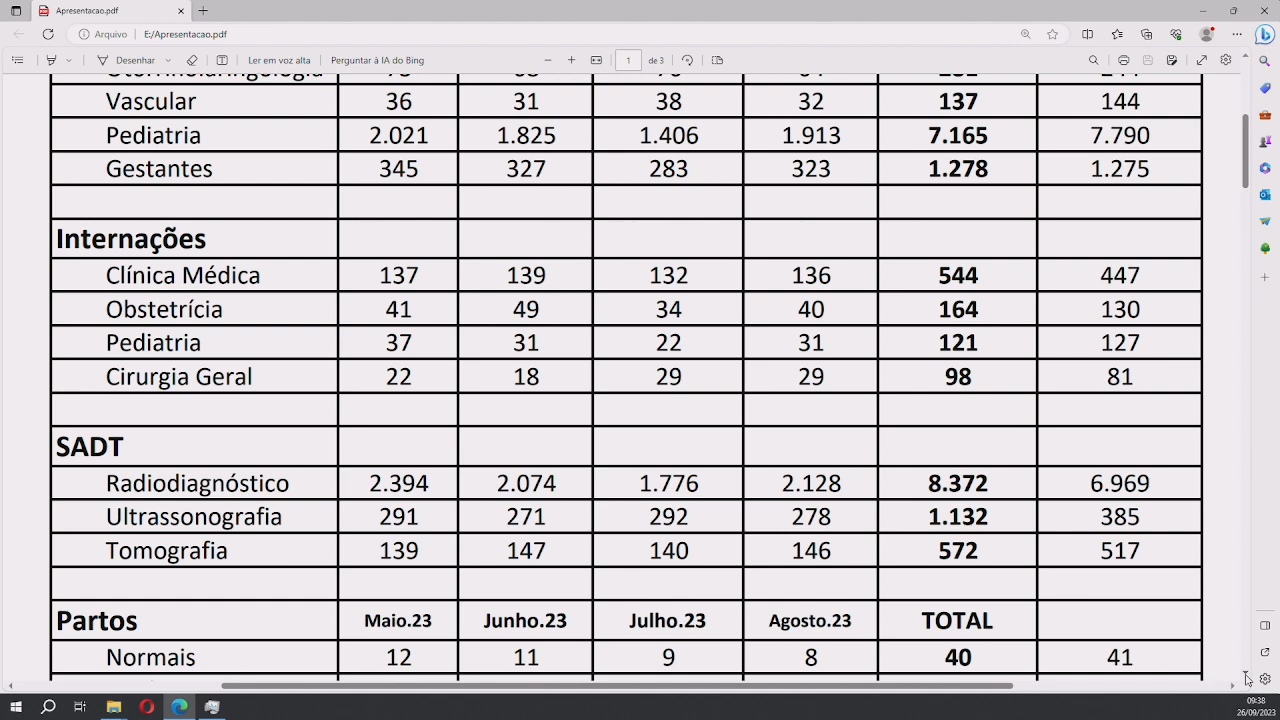 Apresentacao.pdf
Arquivo E:/Apresentacao.pdf
Desenhar Ler em voz alta Perguntar à IA do Bing 1 de 3
Vascular 36 31 38 32 137 144
Pediatria 2.021 1.825 1.406 1.913 7.165 7.790
Gestantes 345 327 283 323 1.278 1.275
Internações
Clínica Médica 137 139 132 136 544 447
Obstetrícia 41 49 34 40 164 130
Pediatria 37 31 22 31 121 127
Cirurgia Geral 22 18 29 29 98 81
SADT
Radiodiagnóstico 2.394 2.074 1.776 2.128 8.372 6.969
Ultrassonografia 291 271 292 278 1.132 385
Tomografia 139 147 140 146 572 517
Partos Maio.23 Junho.23 Julho.23 Agosto.23 TOTAL
Normais 12 11 9 8 40 41
09:38
26/09/2023